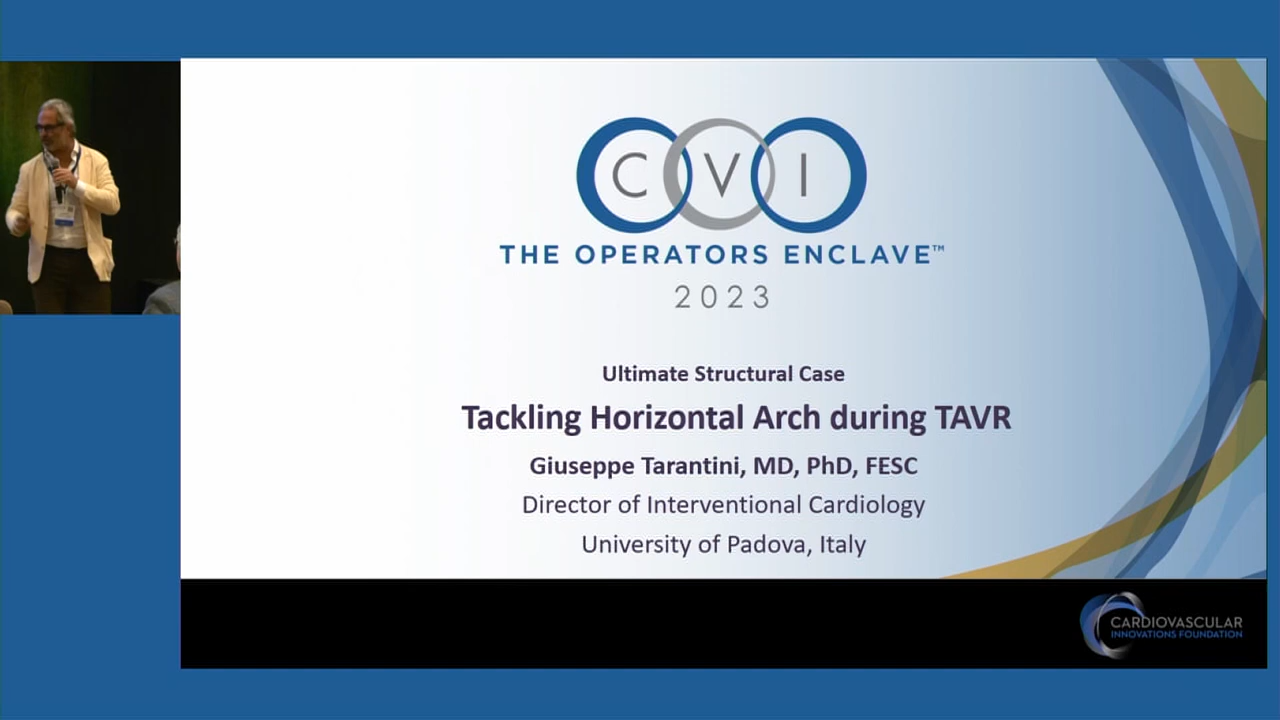 C V I
THE OPERATORS ENCLAVE™
2023
Ultimate Structural Case
Tackling Horizontal Arch during TAVR
Giuseppe Tarantini, MD, PhD, FESC
Director of Interventional Cardiology
University of Padova, Italy
CARDIOVASCULAR
INNOVATIONS FOUNDATION